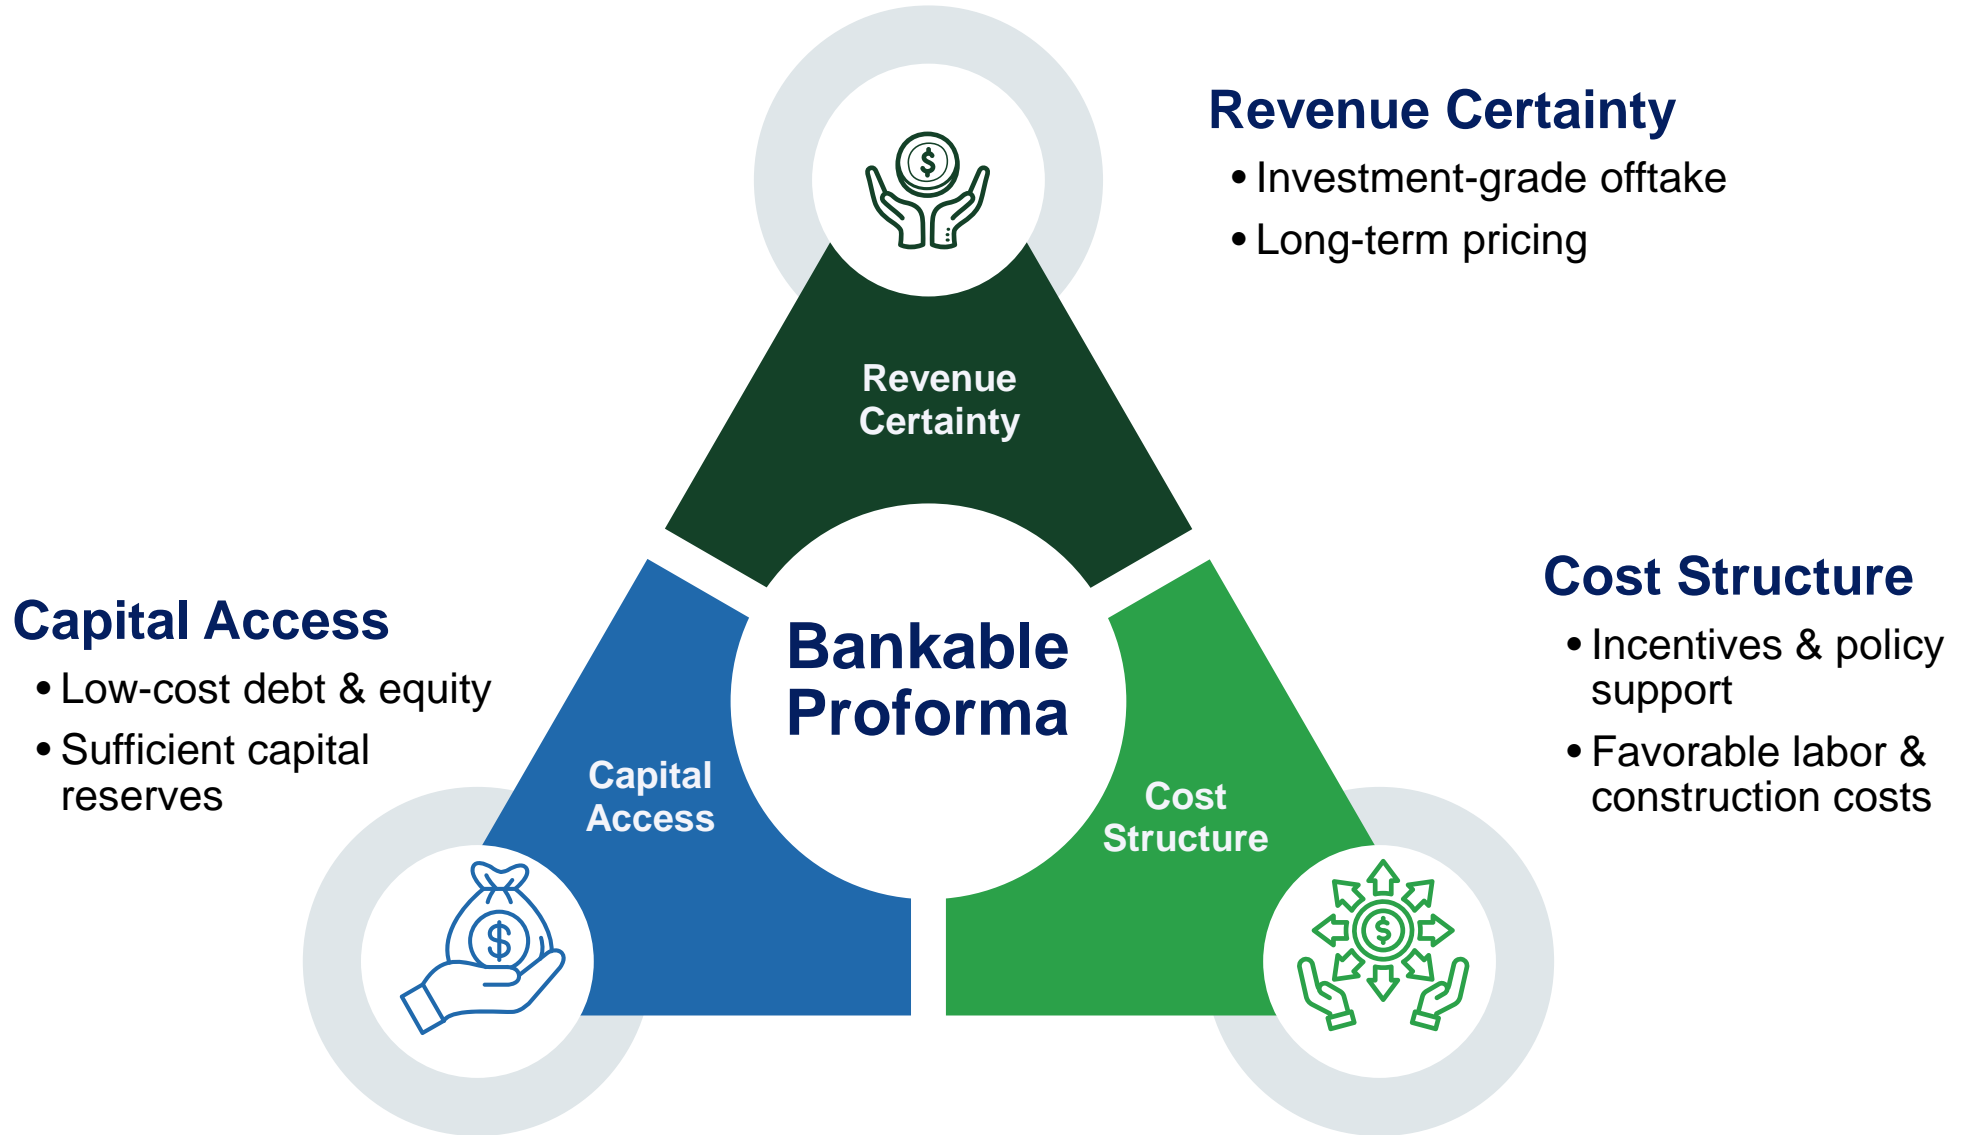 Revenue Certainty
• Investment-grade offtake
• Long-term pricing
$
Revenue
Certainty
Capital Access
• Low-cost debt & equity
• Sufficient capital
reserves
Bankable
Proforma
Cost Structure
• Incentives & policy
support
• Favorable labor &
construction costs
Capital
Access
Cost
Structure
$
$